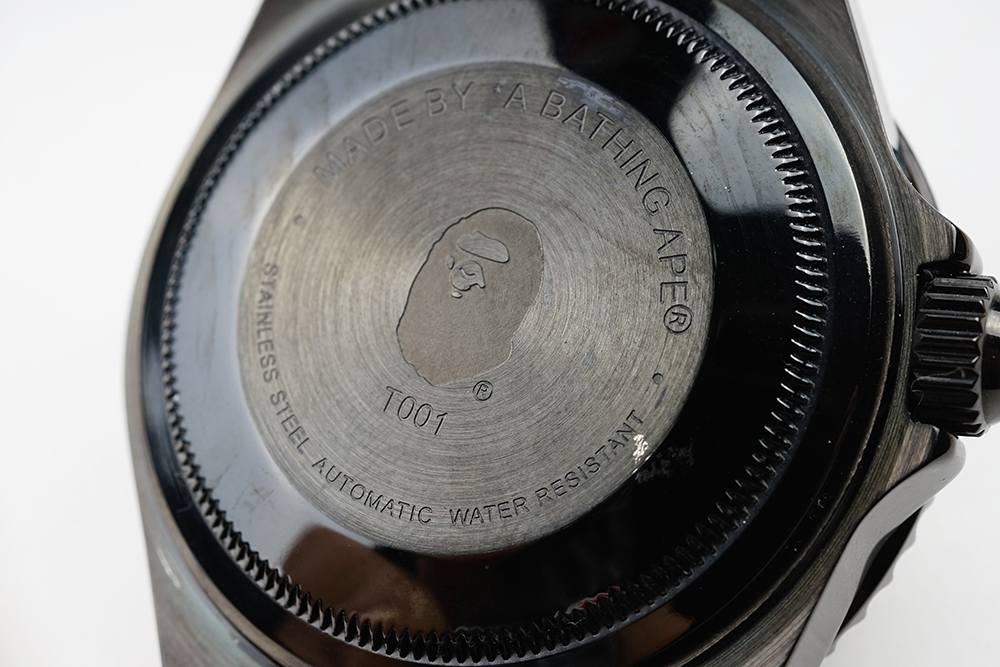 MADE BY 'A BATHING APE®
®
T001
STAINLESS STEEL AUTOMATIC WATER RESISTANT